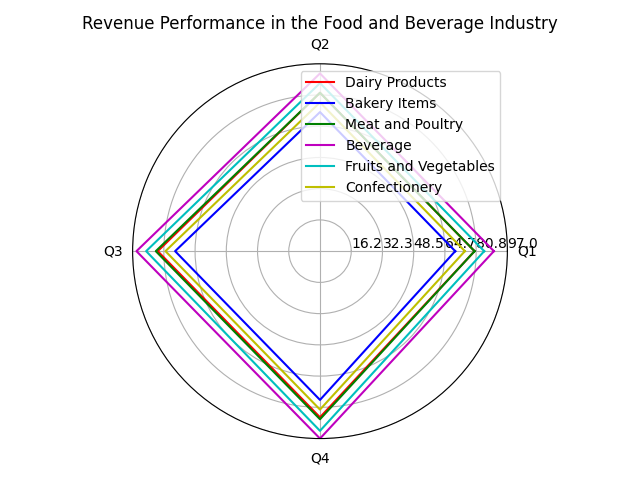 Revenue Performance in the Food and Beverage Industry
Q2
Dairy Products
Bakery Items
Meat and Poultry
Beverage
Fruits and Vegetables
Confectionery
Q3
16.2 32.3 48.5 64.7 80.8 97.0
Q1
Q4